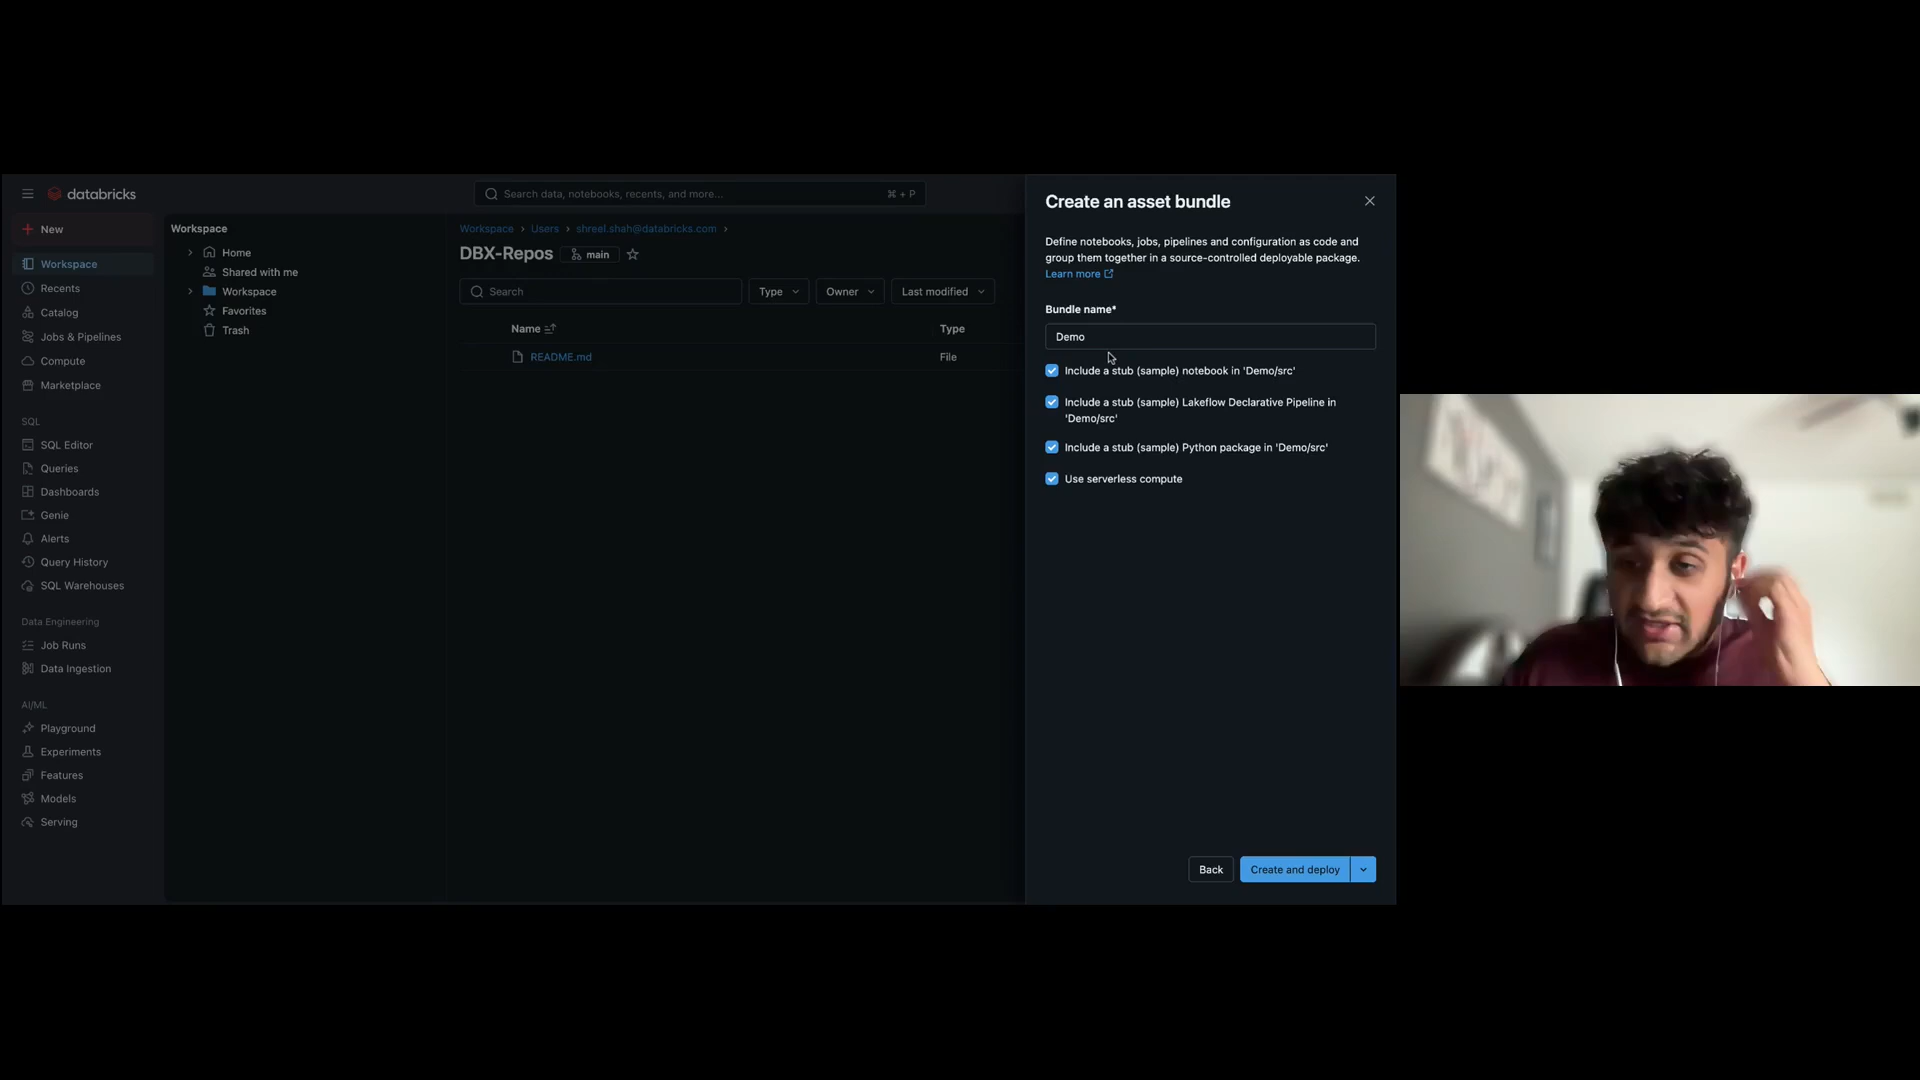 databricks
Search data, notebooks, recents, and more...
⌘ + P
New
Workspace
Recents
Catalog
Jobs & Pipelines
Compute
Marketplace
SQL
SQL Editor
Queries
Dashboards
Genie
Alerts
Query History
SQL Warehouses
Data Engineering
Job Runs
Data Ingestion
AI/ML
Playground
Experiments
Features
Models
Serving
Workspace
Home
Shared with me
Workspace
Favorites
Trash
Workspace › Users › shreel.shah@databricks.com ›
DBX-Repos main
Search
Type Owner Last modified
Name Type
README.md File
Create an asset bundle
Define notebooks, jobs, pipelines and configuration as code and
group them together in a source-controlled deployable package.
Learn more
Bundle name*
Demo
Include a stub (sample) notebook in 'Demo/src'
Include a stub (sample) Lakeflow Declarative Pipeline in
'Demo/src'
Include a stub (sample) Python package in 'Demo/src'
Use serverless compute
Back Create and deploy